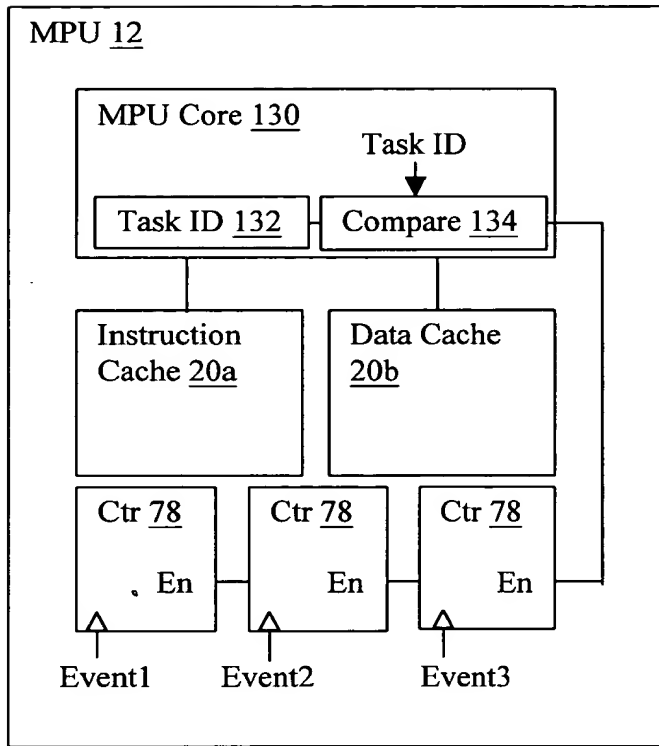 MPU 12
MPU Core 130
Task ID
Task ID 132
Compare 134
Instruction
Cache 20a
Data Cache
20b
Ctr 78
Ctr 78
Ctr 78
En
En
En
Event1
Event2
Event3